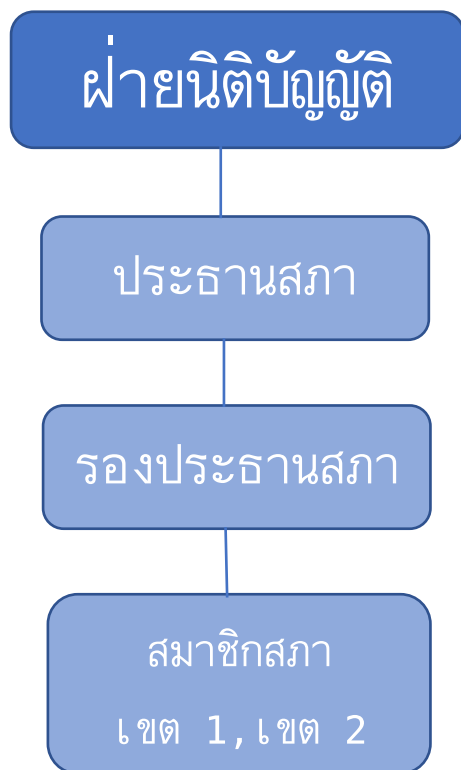 ฝ่ายนิติบัญญัติ
ประธานสภา
รองประธานสภา
สมาชิกสภา
เขต 1,เขต 2